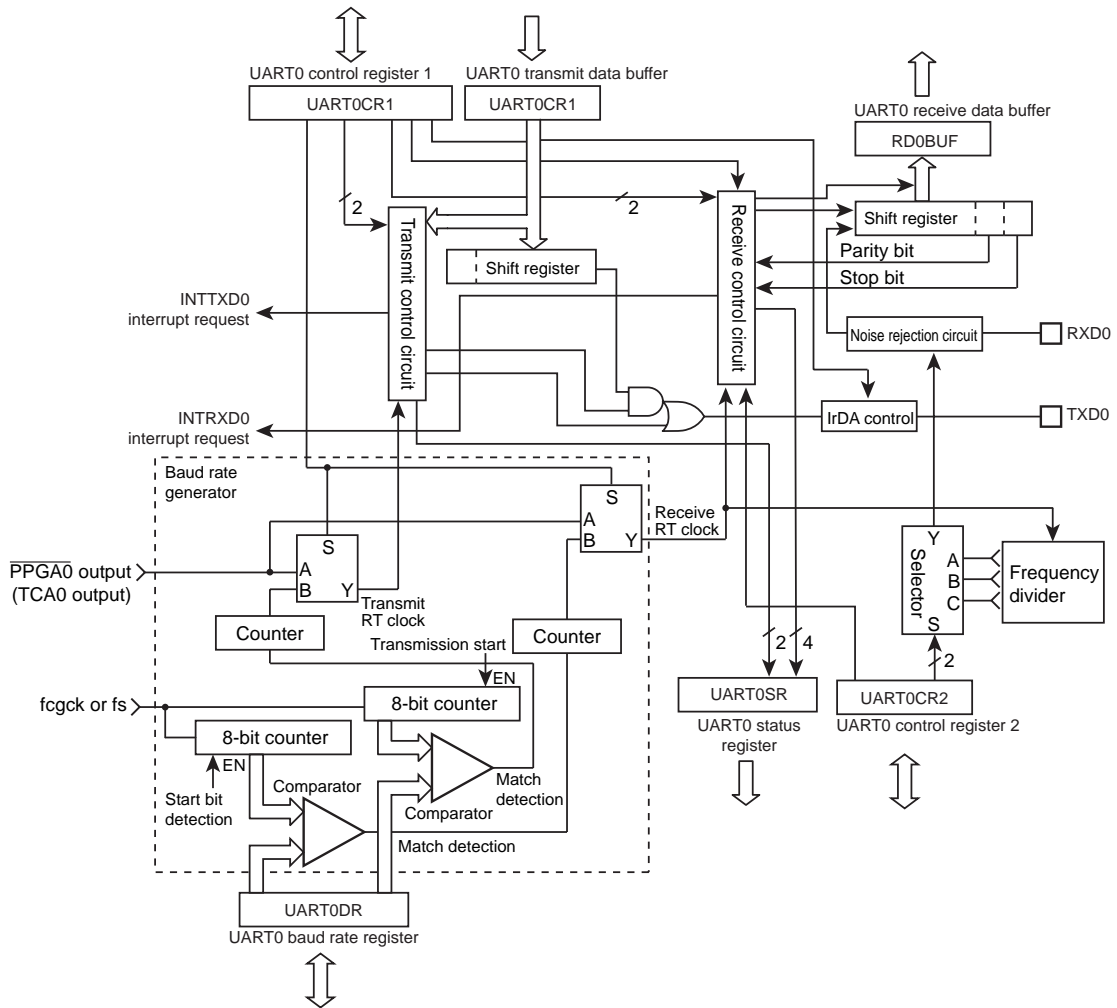 UART0 control register 1
UART0CR1
UART0 transmit data buffer
UART0CR1
UART0 receive data buffer
RD0BUF
2
2
Transmit control circuit
Receive control circuit
Shift register
Shift register
Parity bit
Stop bit
INTTXD0
interrupt request
Noise rejection circuit
RXD0
INTRXD0
interrupt request
IrDA control
TXD0
Baud rate
generator
S
A
B
Y
Receive
RT clock
S
A
B
Y
Transmit
RT clock
PPGA0 output
(TCA0 output)
Y
Selector
A
B
C
S
Frequency
divider
Counter
Counter
Transmission start
EN
2
4
2
fcgck or fs
8-bit counter
8-bit counter
EN
Start bit
detection
Comparator
Comparator
Match
detection
Match detection
UART0SR
UART0 status
register
UART0CR2
UART0 control register 2
UART0DR
UART0 baud rate register